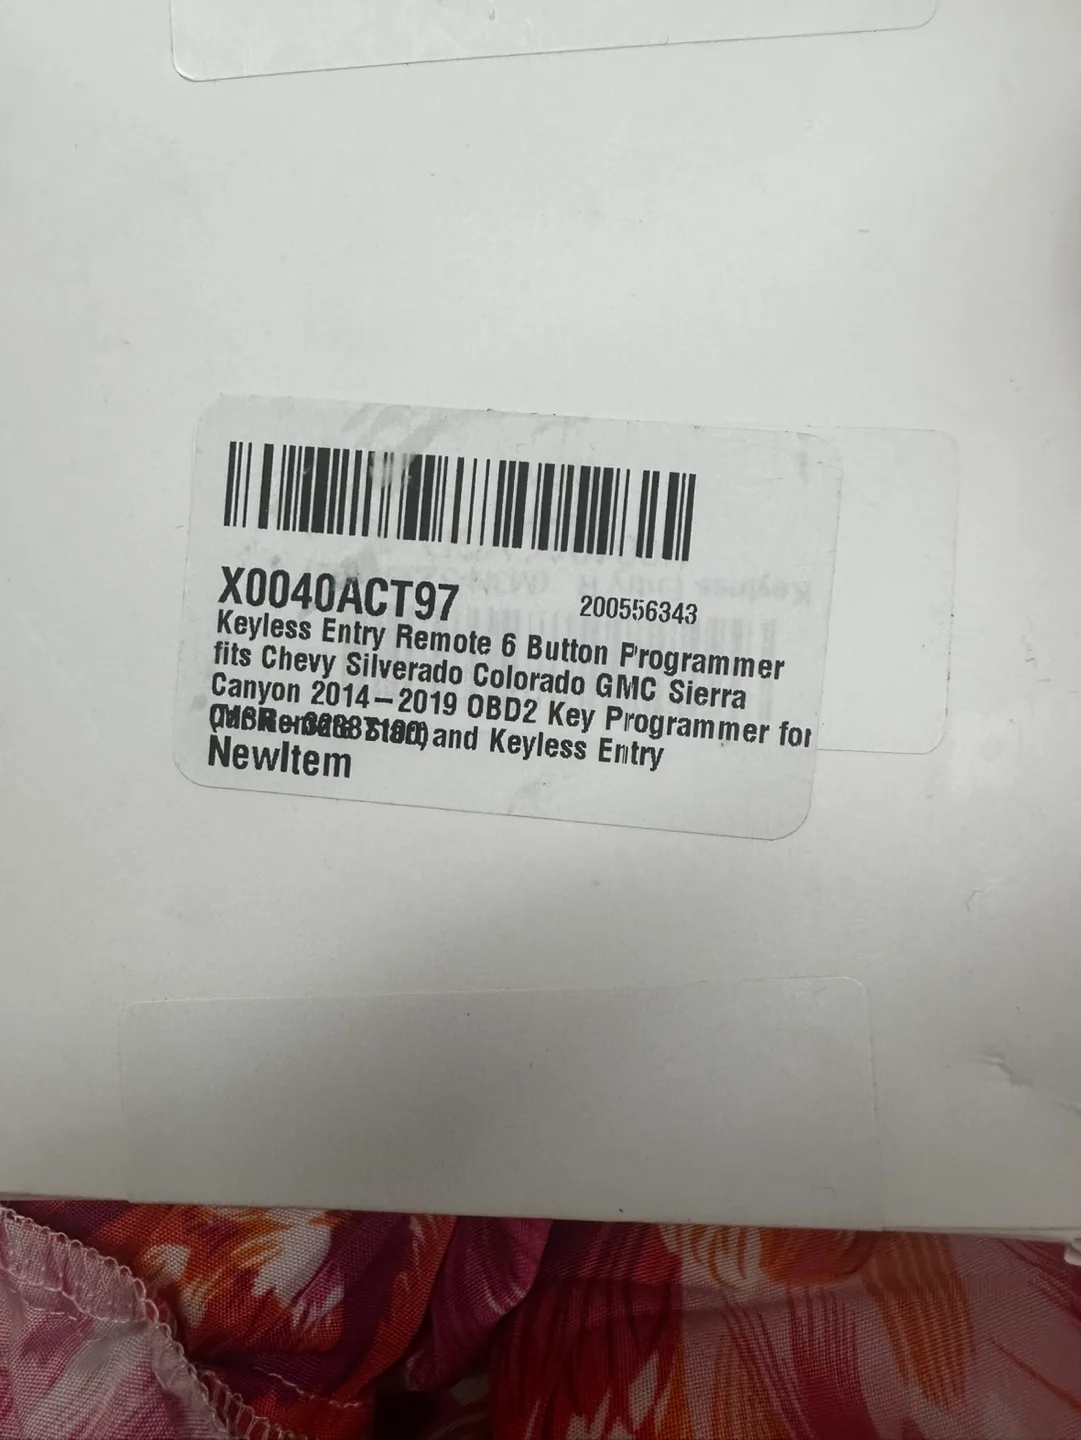 X0040ACT97
200556343
Keyless Entry Remote 6 Button Programmer
fits Chevy Silverado Colorado GMC Sierra
Canyon 2014-2019 OBD2 Key Programmer for
and Keyless Entry
NewItem